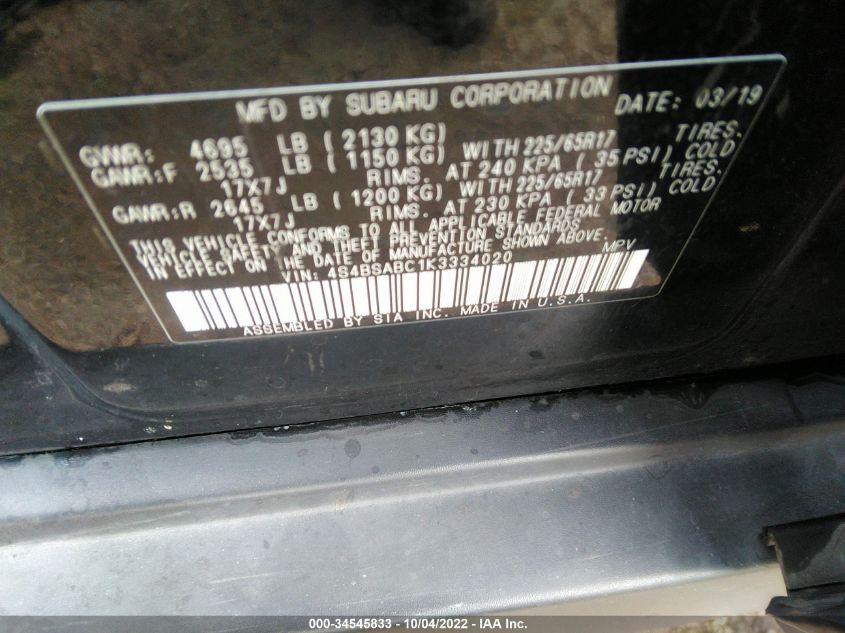 MFD BY SUBARU CORPORATION DATE: 03/19
GVWR: 4695 LB ( 2130 KG)
GAWR:F 2535 LB ( 1150 KG) WITH 225/65R17 TIRES.
17X7J RIMS. AT 240 KPA ( 35 PSI) COLD
GAWR:R 2645 LB ( 1200 KG) WITH 225/65R17 TIRES.
17X7J RIMS. AT 230 KPA ( 33 PSI) COLD
THIS VEHICLE CONFORMS TO ALL APPLICABLE FEDERAL MOTOR
VEHICLE SAFETY AND THEFT PREVENTION STANDARDS
IN EFFECT ON THE DATE OF MANUFACTURE SHOWN ABOVE.
VIN: 4S4BSABC1K3334020 MPV
ASSEMBLED BY SIA INC. MADE IN U.S.A.
000-34545833 - 10/04/2022 - IAA Inc.